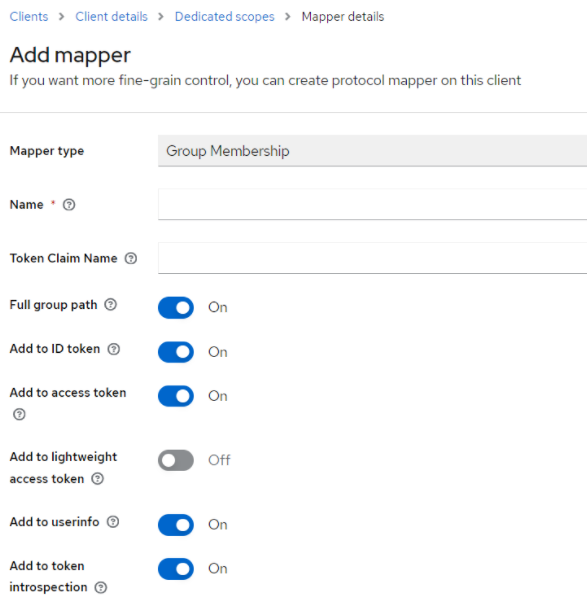 Clients > Client details > Dedicated scopes > Mapper details
Add mapper
If you want more fine-grain control, you can create protocol mapper on this client
Mapper type Group Membership
Name *
Token Claim Name
Full group path On
Add to ID token On
Add to access token On
Add to lightweight
access token Off
Add to userinfo On
Add to token
introspection On